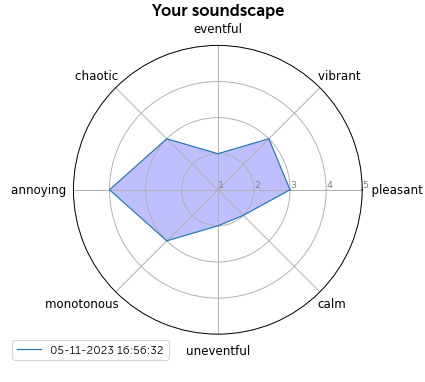 Your soundscape
eventful
chaotic
vibrant
annoying
1
2
3
4
5
pleasant
monotonous
calm
uneventful
05-11-2023 16:56:32